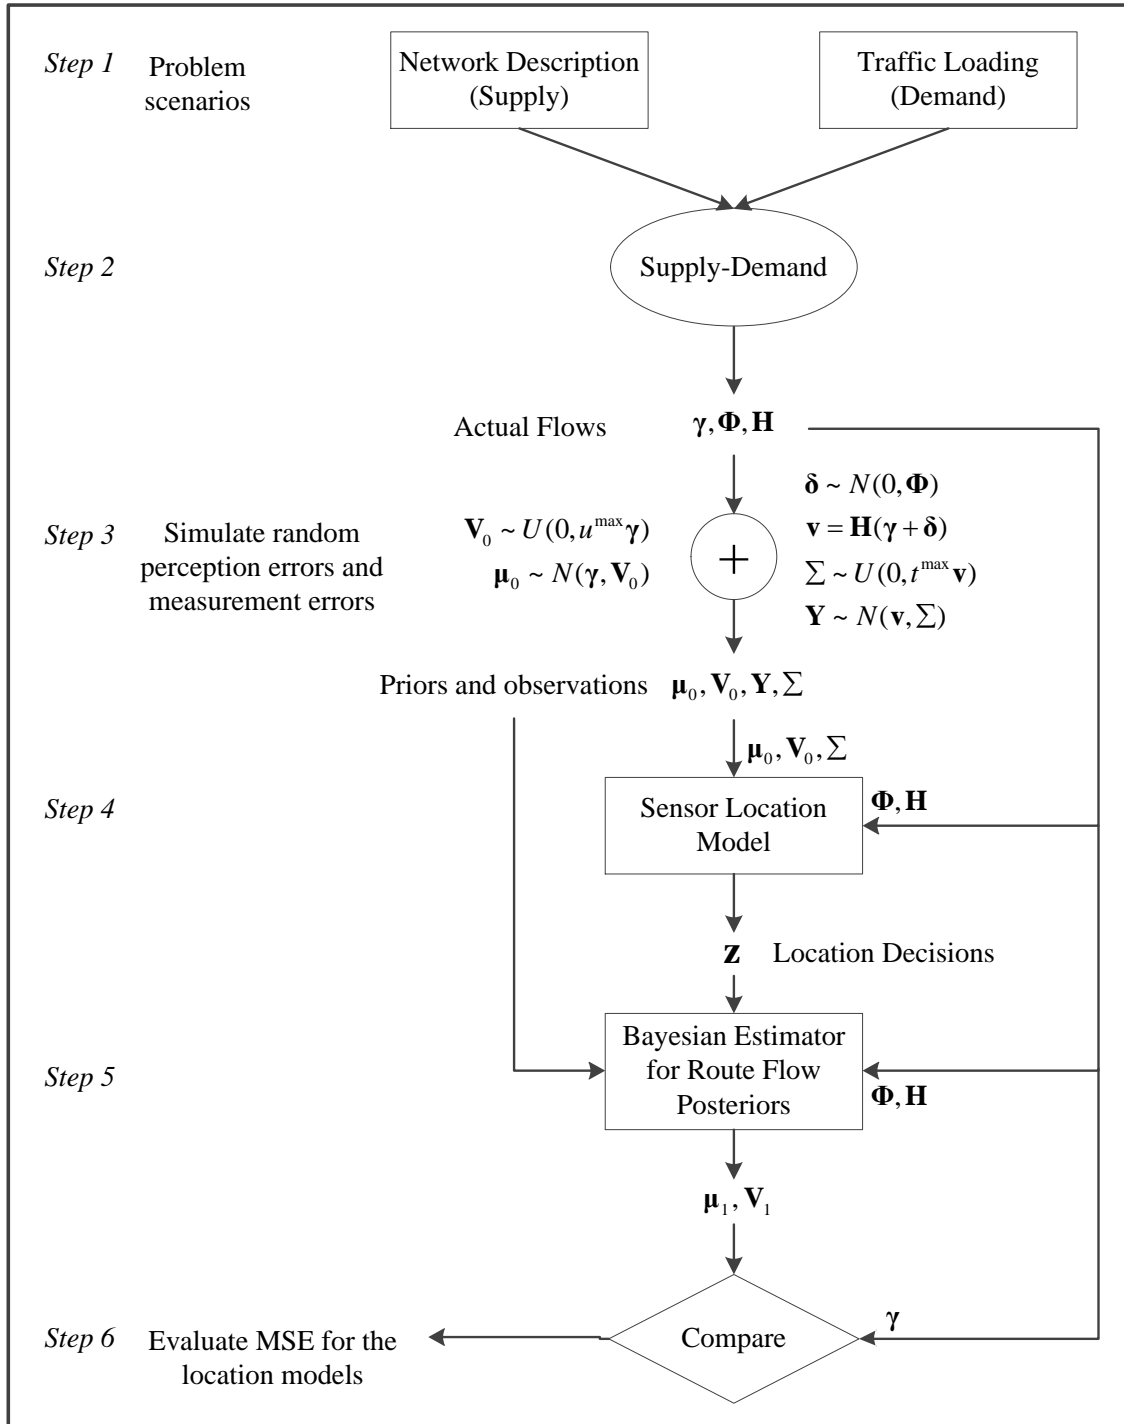 Step 1
Problem
scenarios
Network Description
(Supply)
Traffic Loading
(Demand)
Step 2
Supply-Demand
Actual Flows
γ, Φ, H
Step 3
Simulate random
perception errors and
measurement errors
V₀ ~ U(0, uᵐᵃˣγ)
μ₀ ~ N(γ, V₀)
+
δ ~ N(0, Φ)
v = H(γ + δ)
∑ ~ U(0, tᵐᵃˣv)
Y ~ N(v, ∑)
Priors and observations
μ₀, V₀, Y, ∑
μ₀, V₀, ∑
Step 4
Sensor Location
Model
Φ, H
z
Location Decisions
Step 5
Bayesian Estimator
for Route Flow
Posteriors
Φ, H
μ₁, V₁
Step 6
Evaluate MSE for the
location models
Compare
γ